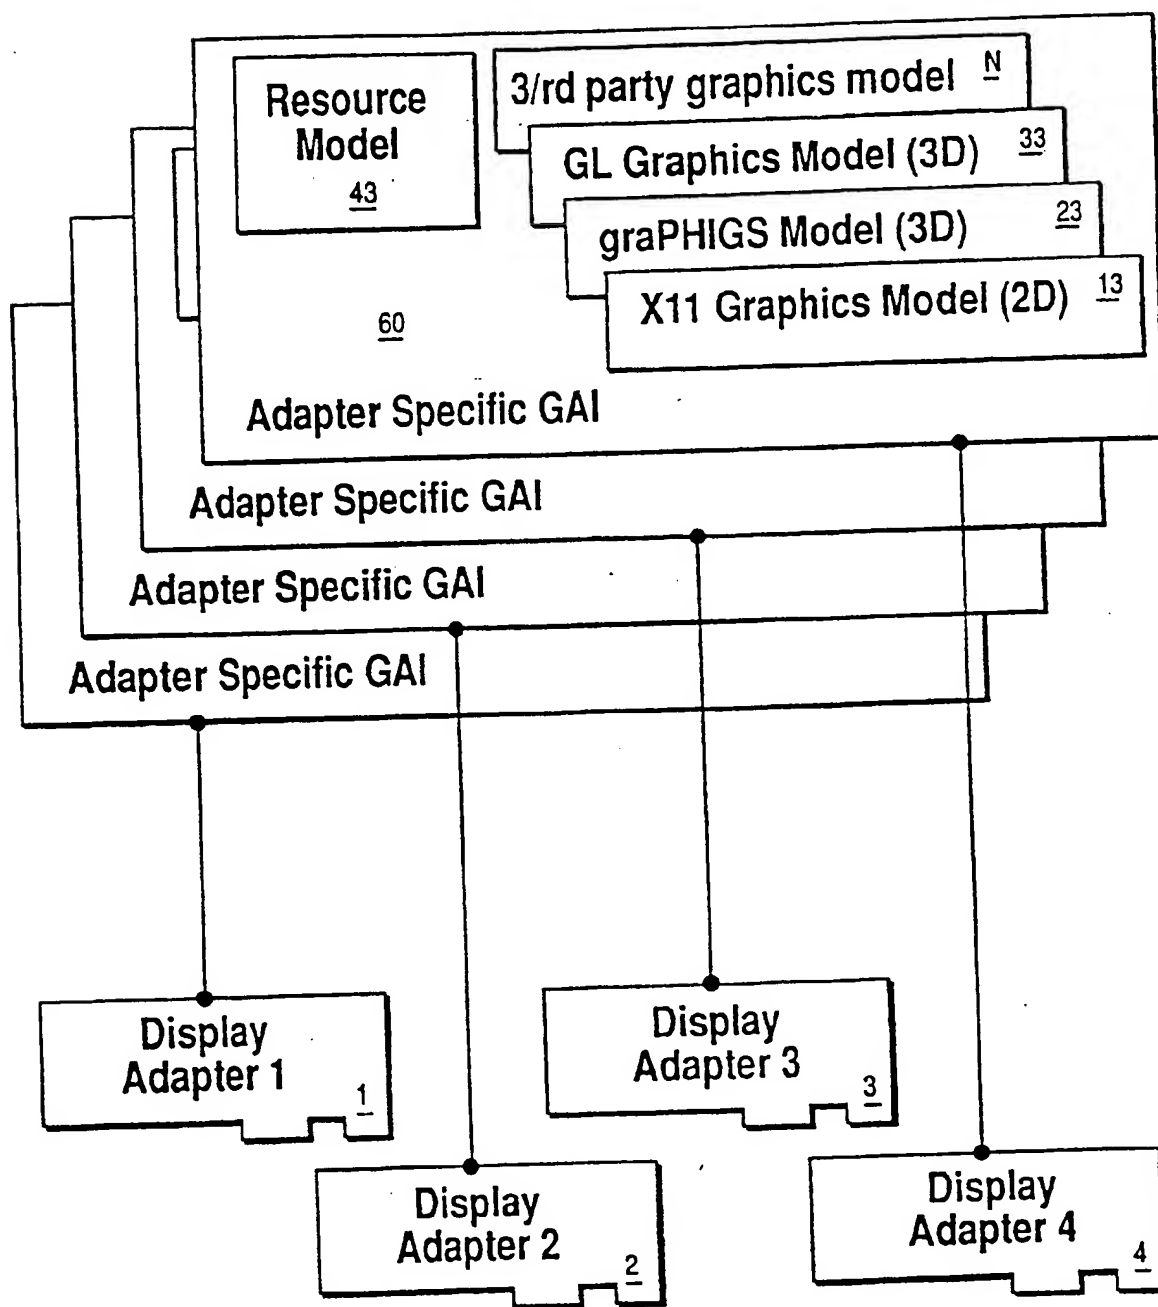 Resource
Model
43
3/rd party graphics model N
GL Graphics Model (3D) 33
graPHIGS Model (3D) 23
X11 Graphics Model (2D) 13
60
Adapter Specific GAI
Adapter Specific GAI
Adapter Specific GAI
Adapter Specific GAI
Display
Adapter 1
1
Display
Adapter 3
3
Display
Adapter 2
2
Display
Adapter 4
4